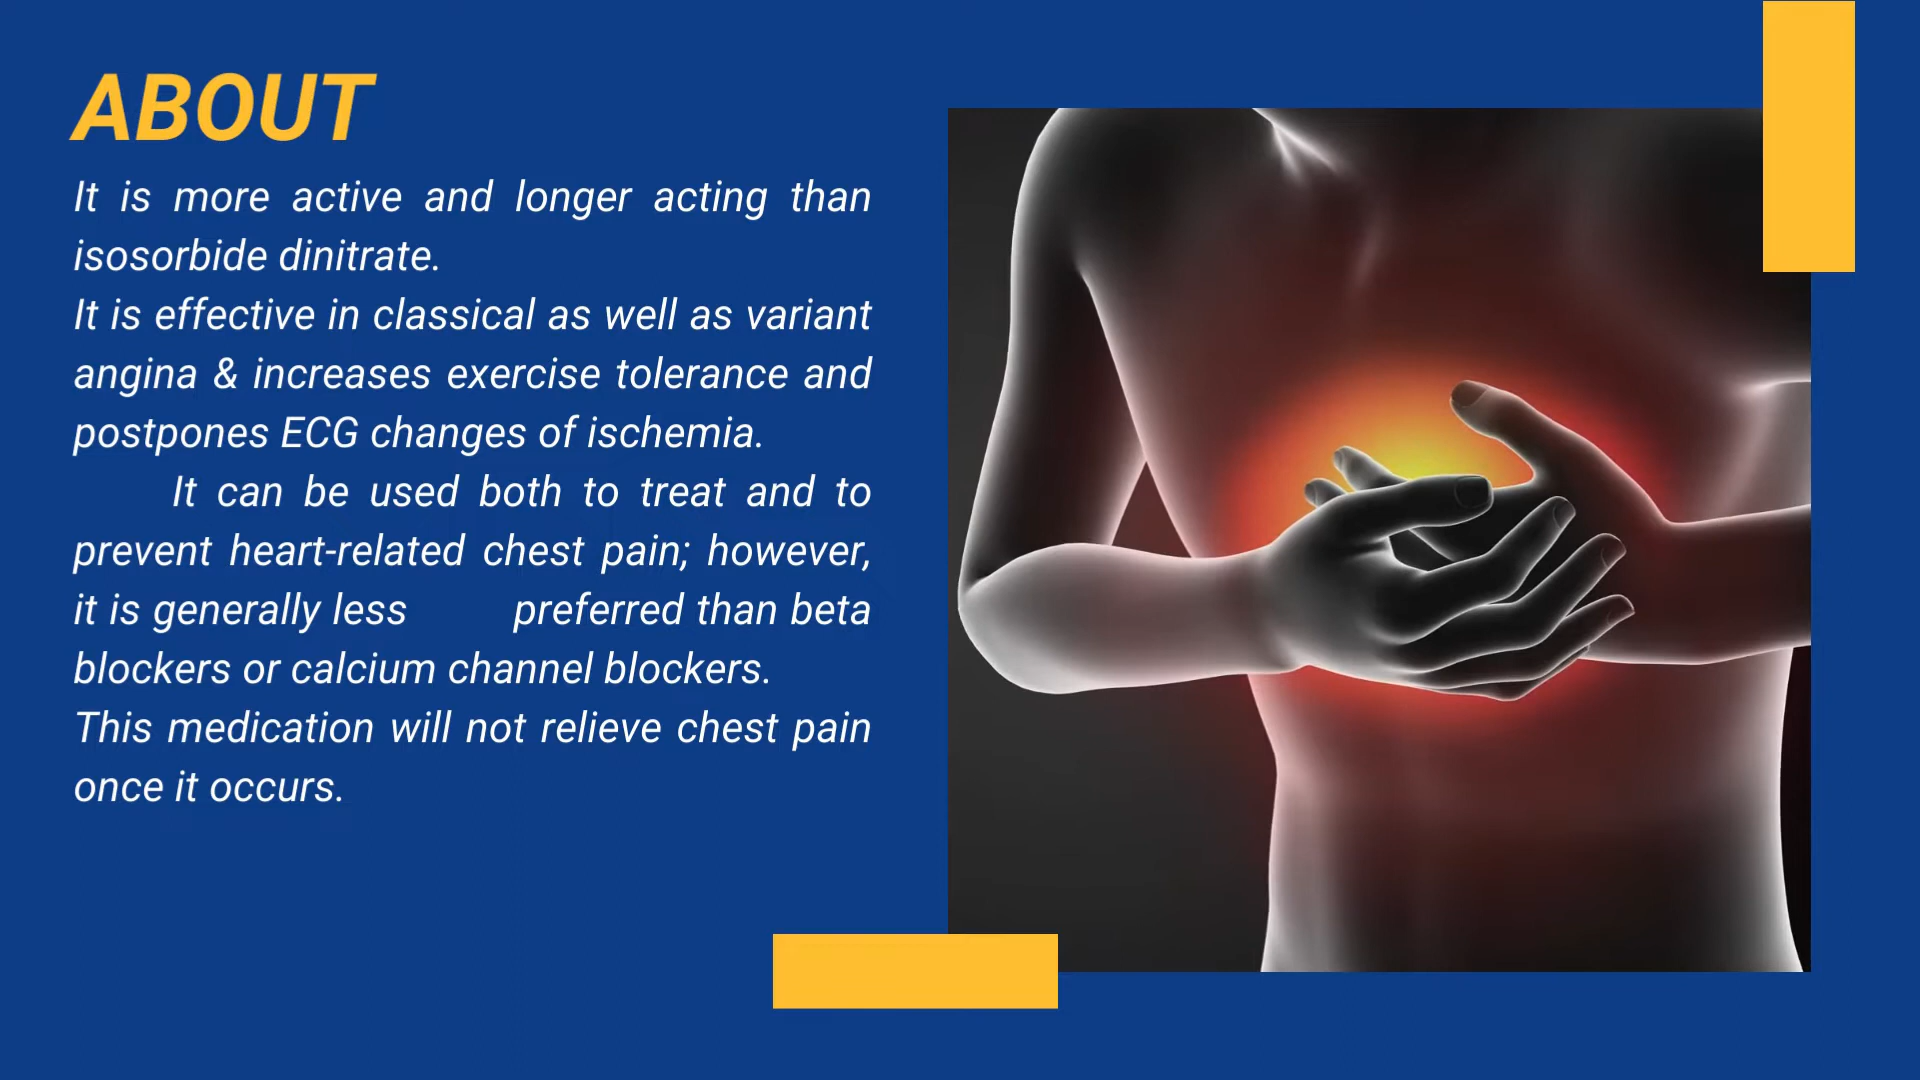 ABOUT
It is more active and longer acting than
isosorbide dinitrate.
It is effective in classical as well as variant
angina & increases exercise tolerance and
postpones ECG changes of ischemia.
It can be used both to treat and to
prevent heart-related chest pain; however,
it is generally less preferred than beta
blockers or calcium channel blockers.
This medication will not relieve chest pain
once it occurs.